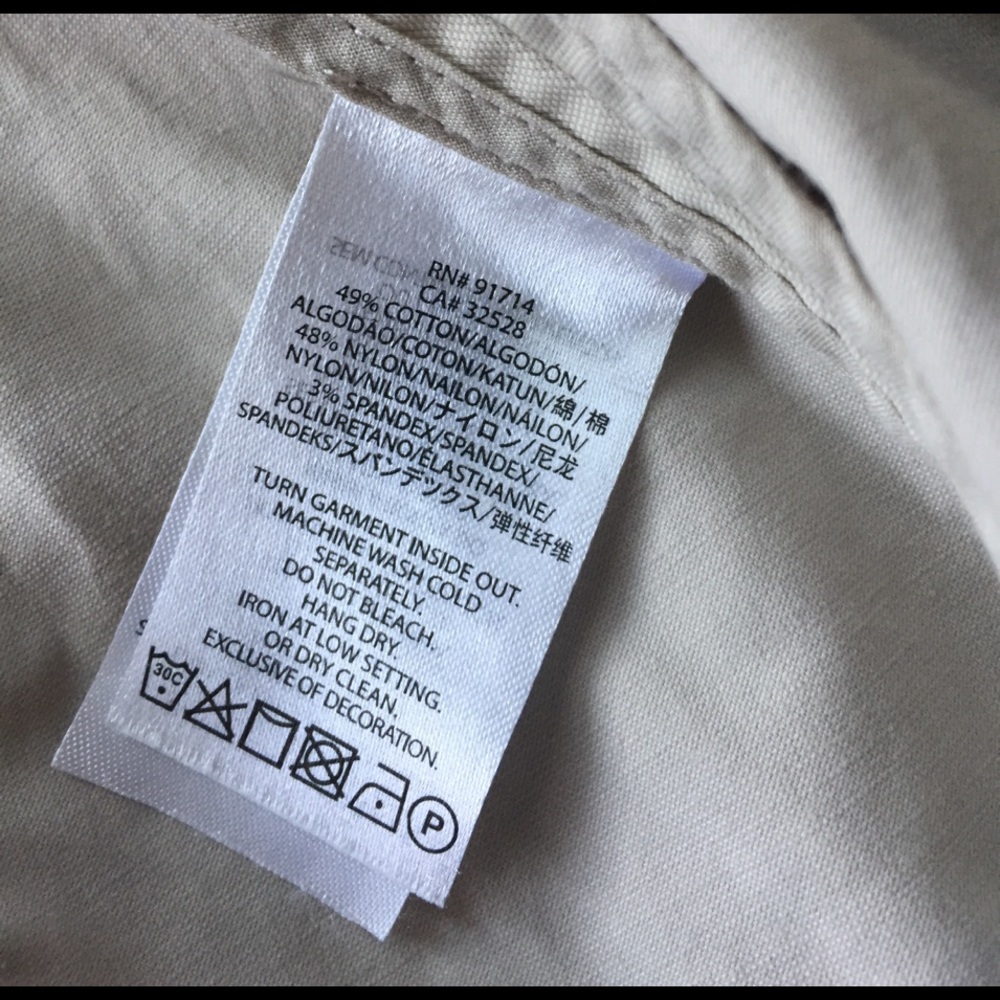 RN# 91714
CA# 32528
49% COTTON/ALGODÓN/
ALGODÃO/COTON/KATUN/綿/棉
48% NYLON/NAILON/NÁILON/
NYLON/NILON/ナイロン/尼龙
3% SPANDEX/SPANDEX/
POLIURETANO/ÉLASTHANNE/
SPANDEKS/スパンデックス/弹性纤维
TURN GARMENT INSIDE OUT.
MACHINE WASH COLD
SEPARATELY.
DO NOT BLEACH.
HANG DRY.
IRON AT LOW SETTING.
OR DRY CLEAN,
EXCLUSIVE OF DECORATION.
30C
P